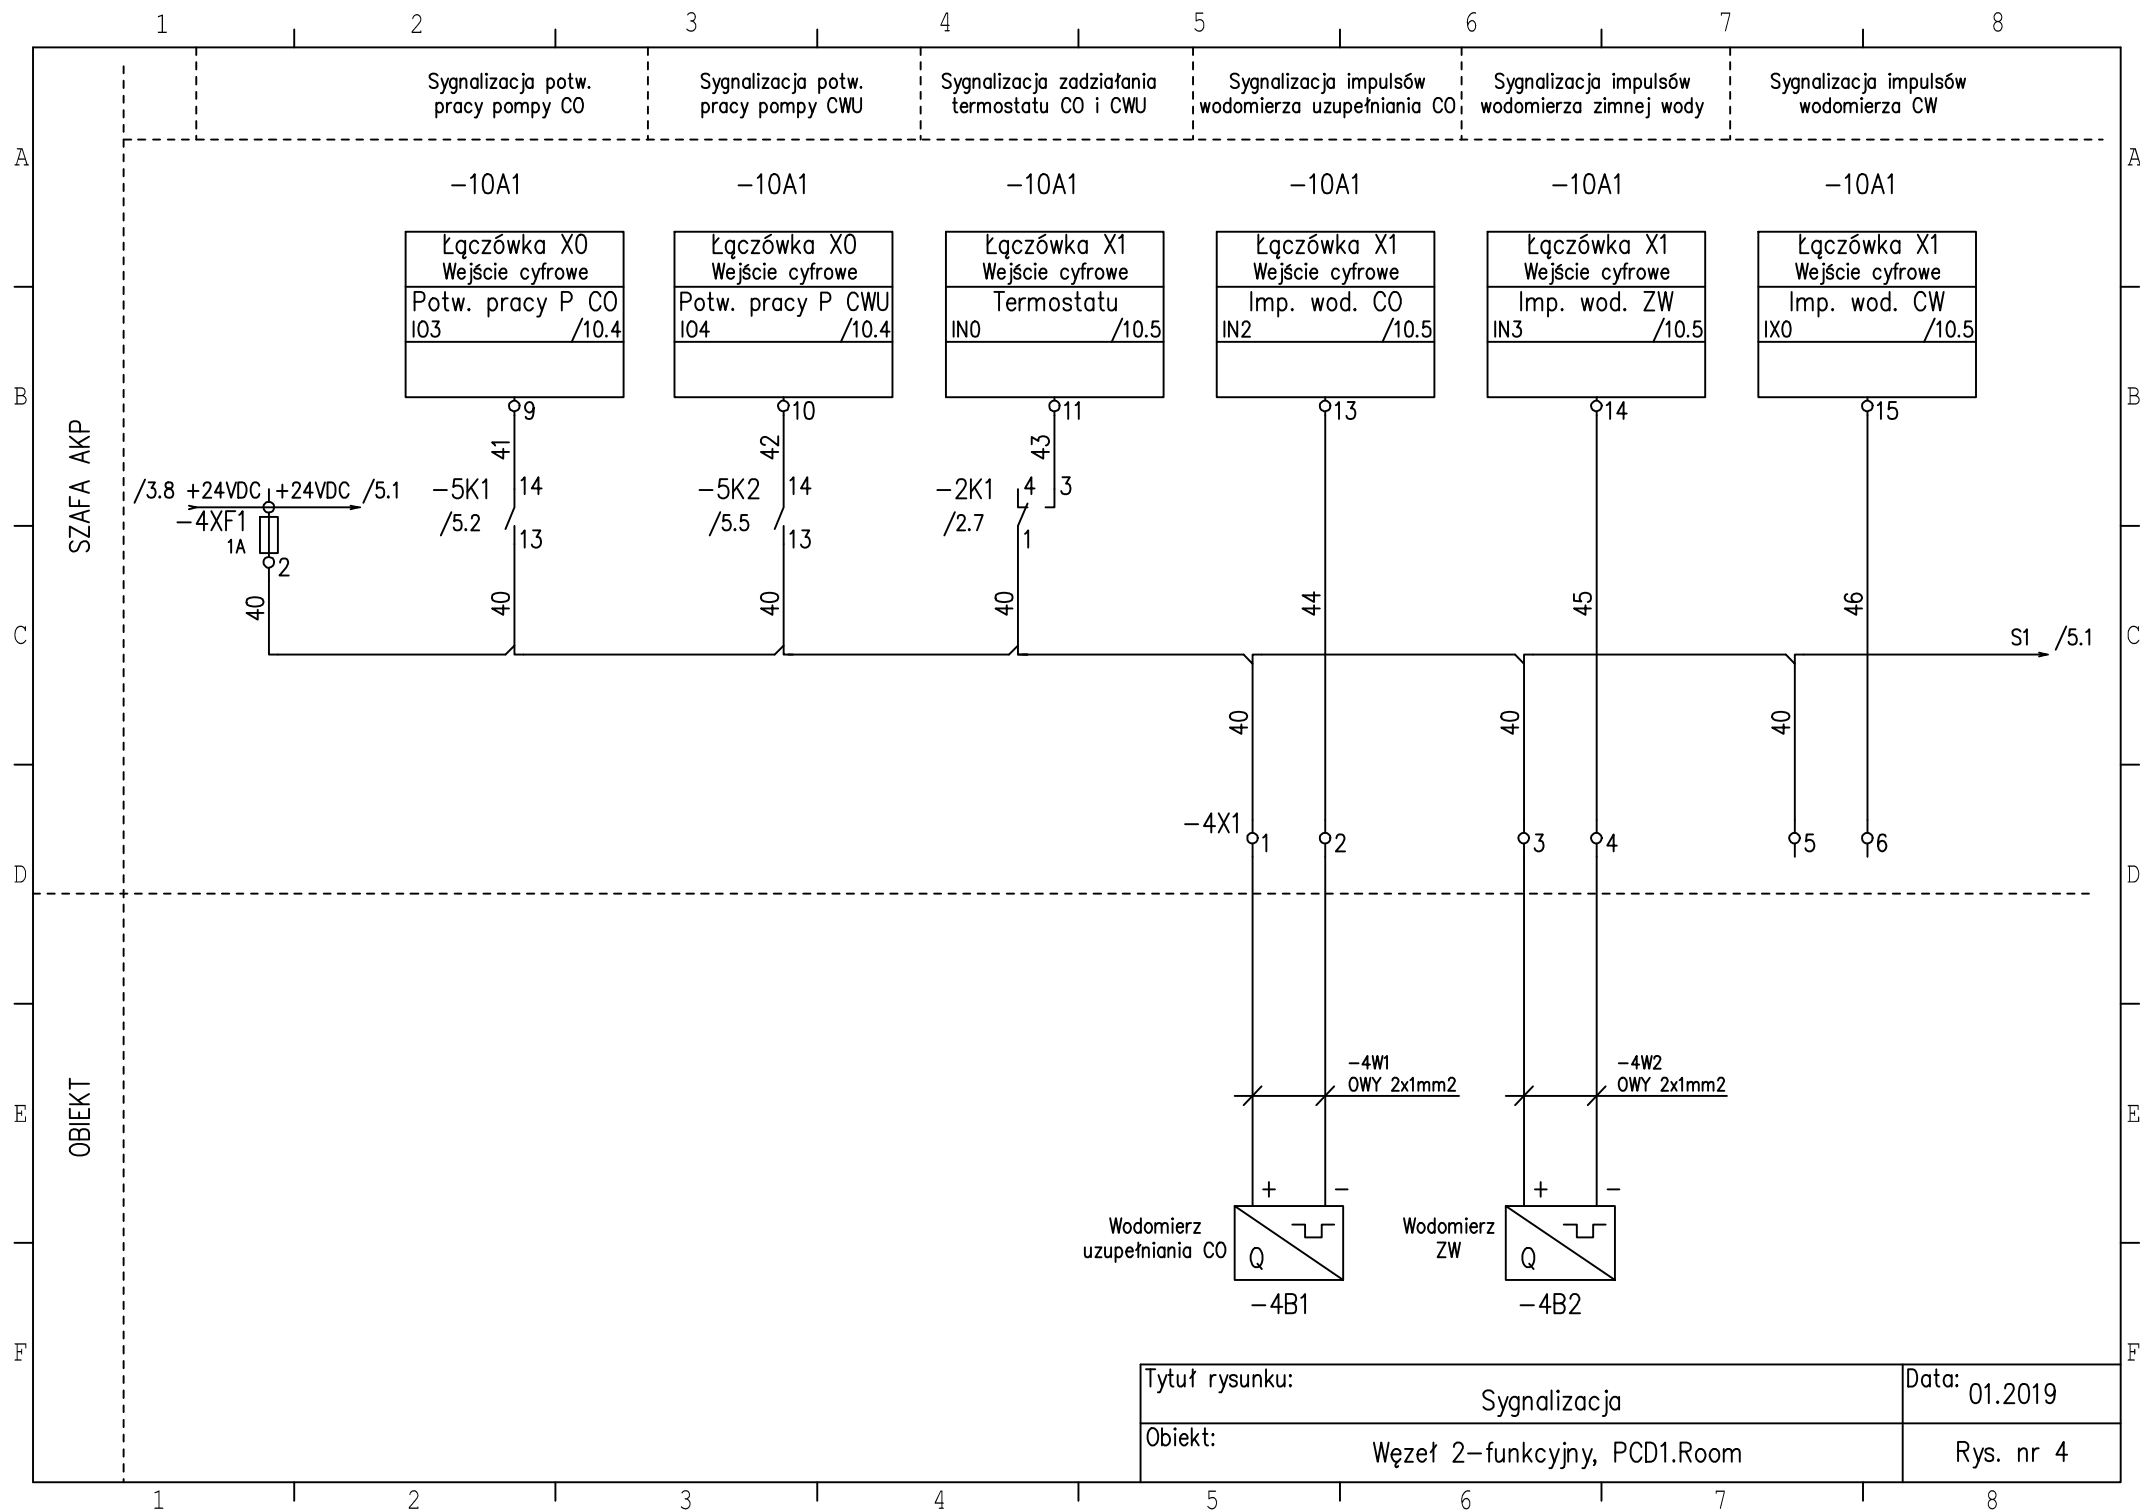 1 2 3 4 5 6 7 8
Sygnalizacja potw.
pracy pompy CO
Sygnalizacja potw.
pracy pompy CWU
Sygnalizacja zadziałania
termostatu CO i CWU
Sygnalizacja impulsów
wodomierza uzupełniania CO
Sygnalizacja impulsów
wodomierza zimnej wody
Sygnalizacja impulsów
wodomierza CW
A A
-10A1 -10A1 -10A1 -10A1 -10A1 -10A1
Łączówka X0
Wejście cyfrowe
Potw. pracy P CO
IO3 /10.4
Łączówka X0
Wejście cyfrowe
Potw. pracy P CWU
IO4 /10.4
Łączówka X1
Wejście cyfrowe
Termostatu
IN0 /10.5
Łączówka X1
Wejście cyfrowe
Imp. wod. CO
IN2 /10.5
Łączówka X1
Wejście cyfrowe
Imp. wod. ZW
IN3 /10.5
Łączówka X1
Wejście cyfrowe
Imp. wod. CW
IX0 /10.5
B B
9 10 11 13 14 15
41 42 43
SZAFA AKP
/3.8 +24VDC +24VDC /5.1
-4XF1
1A
2
-5K1 14
/5.2
13
-5K2 14
/5.5
13
-2K1 4 3
/2.7
1
40 40 40 40 44 45 46
C C
S1 /5.1
40 40 40
-4X1 1 2 3 4 5 6
D D
-4W1
OWY 2x1mm2
-4W2
OWY 2x1mm2
E E
OBIEKT
+ - + -
Wodomierz
uzupełniania CO
Q
-4B1
Wodomierz
ZW
Q
-4B2
F F
Tytuł rysunku:
Sygnalizacja
Data: 01.2019
Obiekt:
Węzeł 2-funkcyjny, PCD1.Room
Rys. nr 4
1 2 3 4 5 6 7 8